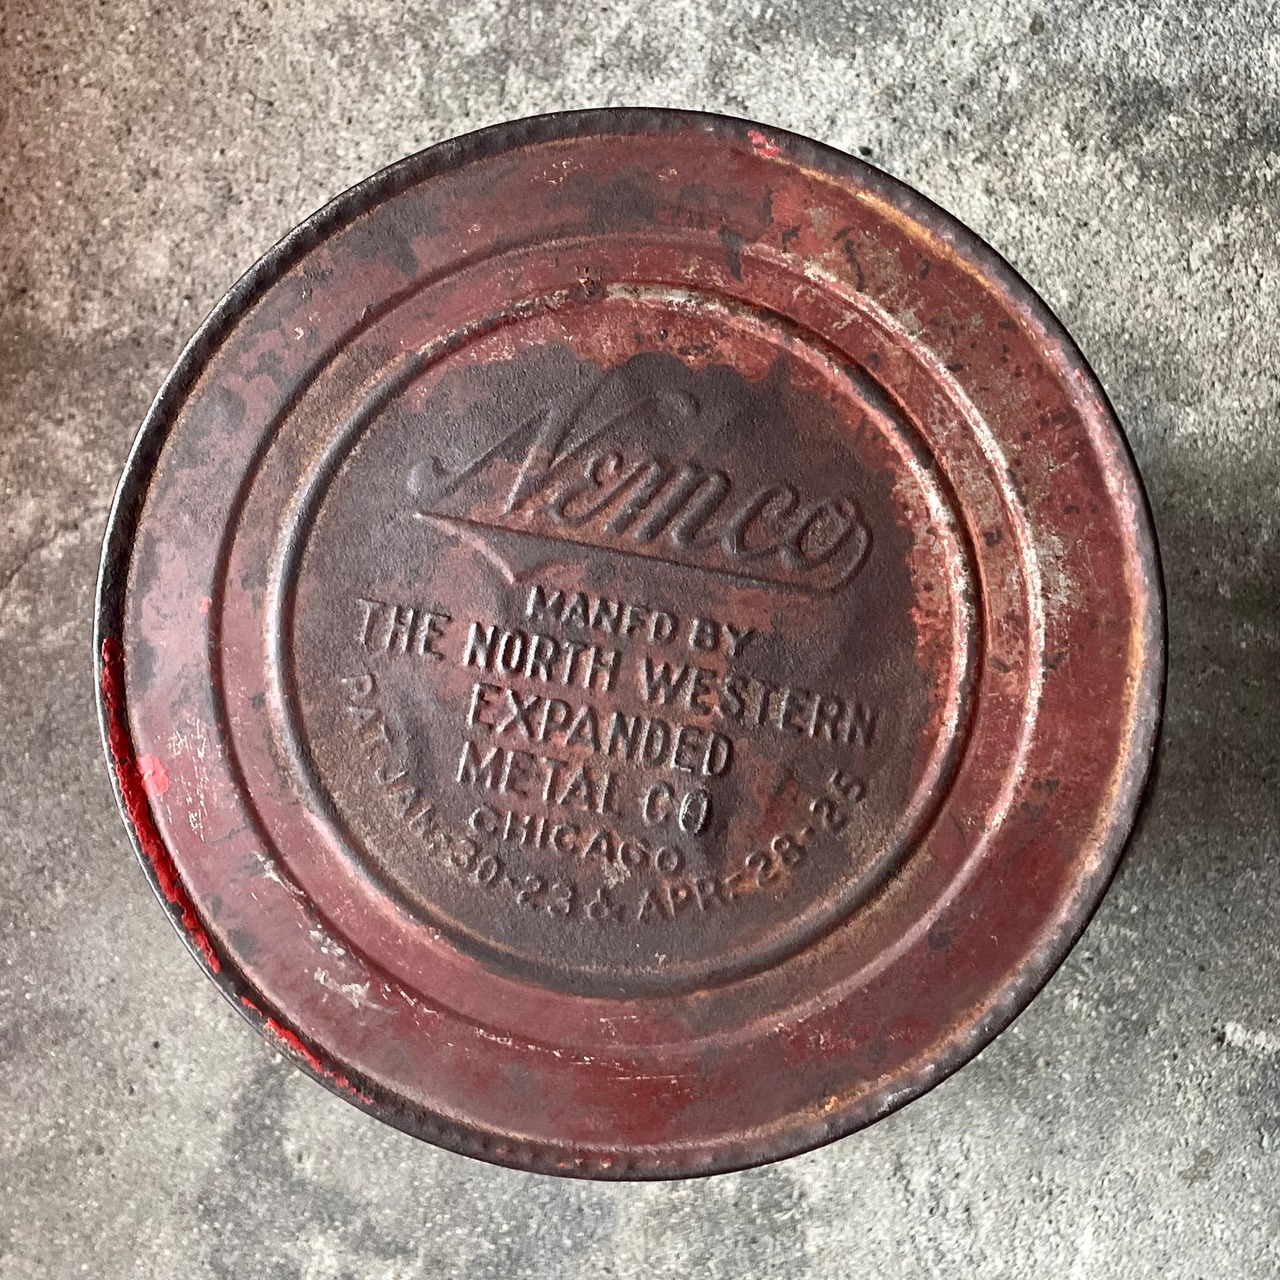 Nemco
MANFD BY
THE NORTH WESTERN
EXPANDED
METAL CO
CHICAGO
PAT. JAN. 30-23 & APR. 28-25